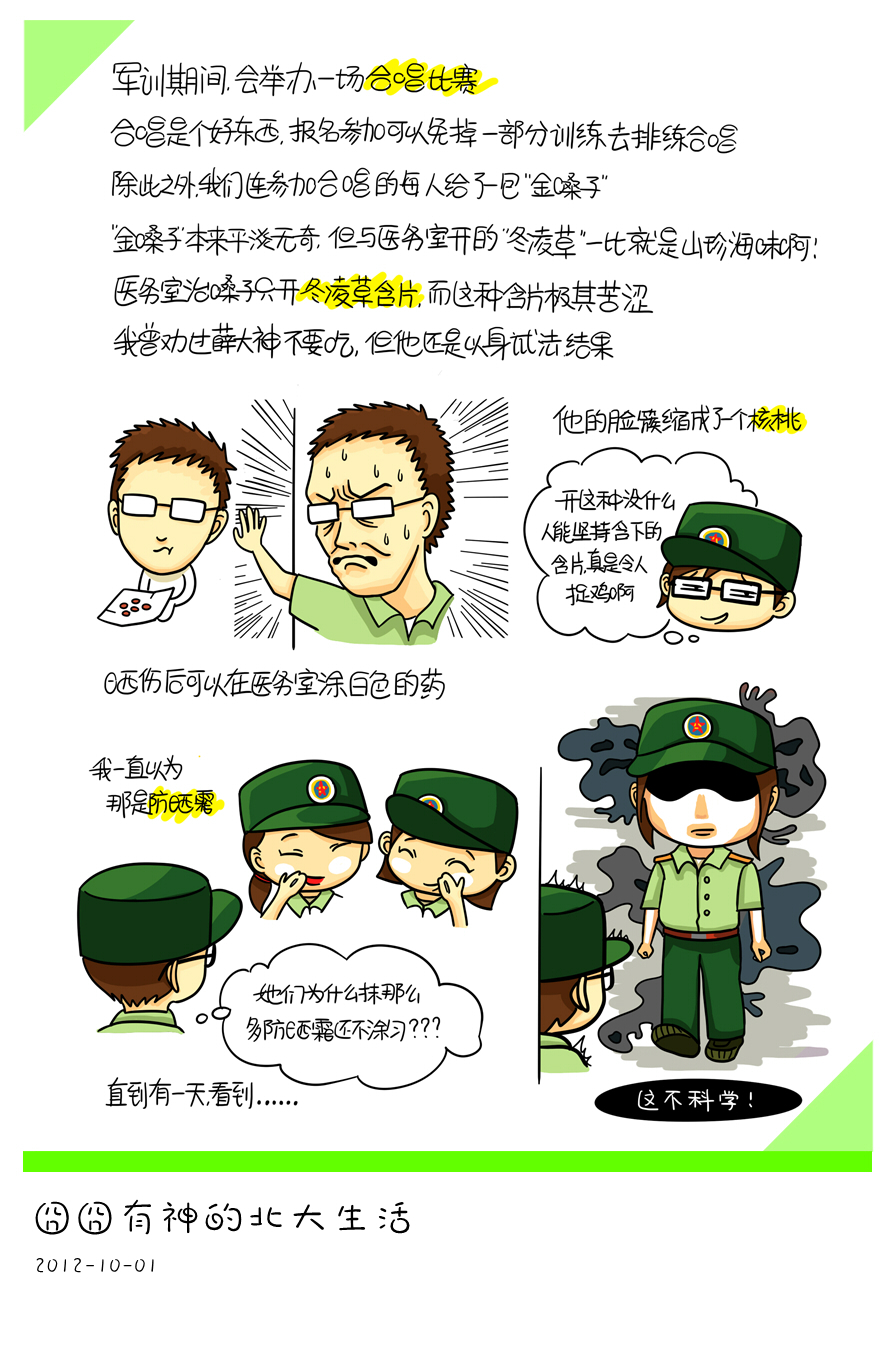 军训期间,会举办一场合唱比赛
合唱是个好东西,报名参加可以免掉一部分训练去排练合唱
除此之外,我们连参加合唱的每人给了一包“金嗓子”
“金嗓子”本来平淡无奇,但与医务室开的“冬凌草”一比就是山珍海味啊!
医务室治嗓子只开冬凌草含片,而这种含片极其苦涩
我曾劝过薛大神不要吃,但他还是以身试法,结果
他的脸蔟缩成了一个核桃
开这种没什么
人能坚持含下的
含片,真是令人
捉鸡啊
晒伤后可以在医务室涂白色的药
我一直以为
那是防晒霜
她们为什么抹那么
多防晒霜还不涂匀???
直到有一天,看到……
这不科学!
囧囧有神的北大生活
2012-10-01